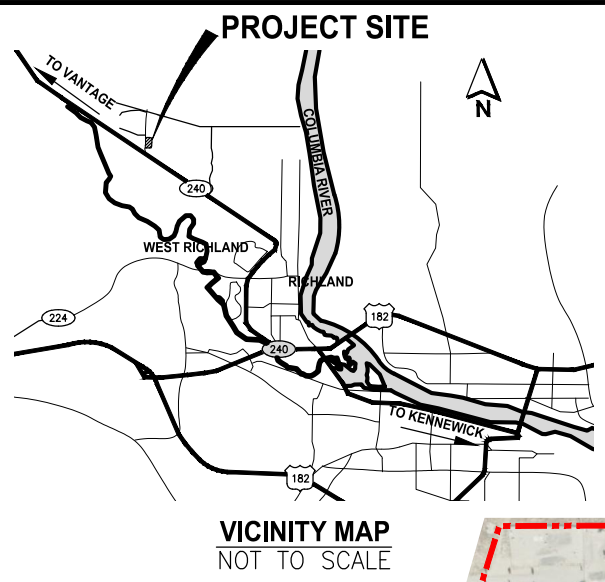 PROJECT SITE
TO VANTAGE
N
COLUMBIA RIVER
240
WEST RICHLAND
RICHLAND
224
182
240
TO KENNEWICK
182
VICINITY MAP
NOT TO SCALE